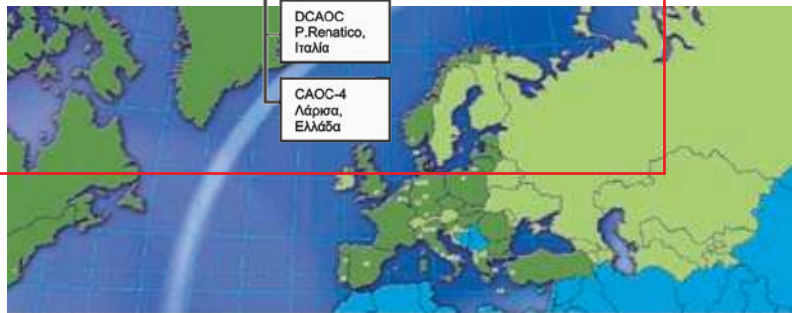 DCAOC
P.Renatico,
Ιταλία
CAOC-4
Λάρισα,
Ελλάδα